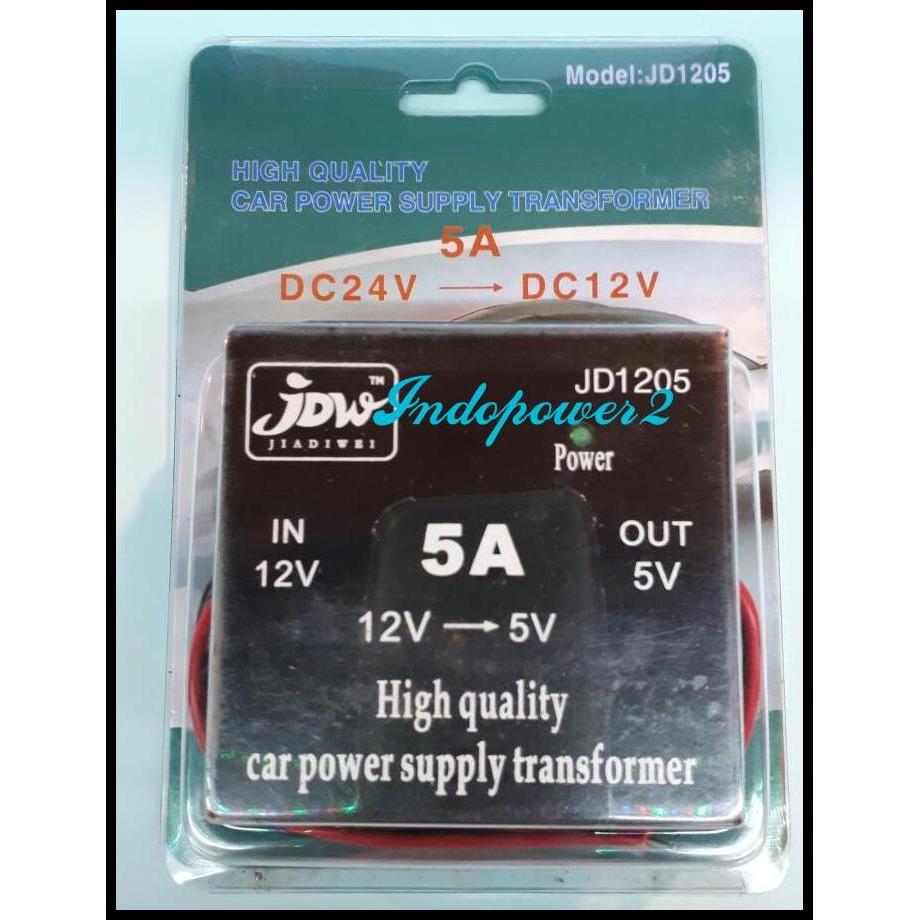 Model:JD1205
HIGH QUALITY
CAR POWER SUPPLY TRANSFORMER
5A
DC24V → DC12V
JDW™
JIADIWEI
JD1205
Indopower2
Power
IN
12V
5A
OUT
5V
12V → 5V
High quality
car power supply transformer